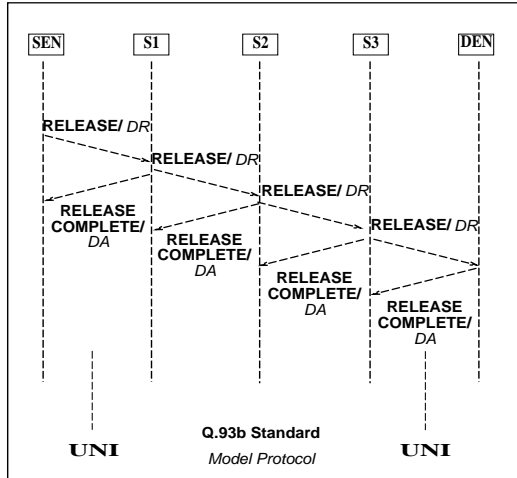 SEN S1 S2 S3 DEN
RELEASE/ DR
RELEASE/ DR
RELEASE/ DR
RELEASE/ DR
RELEASE
COMPLETE/
DA
RELEASE
COMPLETE/
DA
RELEASE
COMPLETE/
DA
RELEASE
COMPLETE/
DA
Q.93b Standard
Model Protocol
UNI
UNI